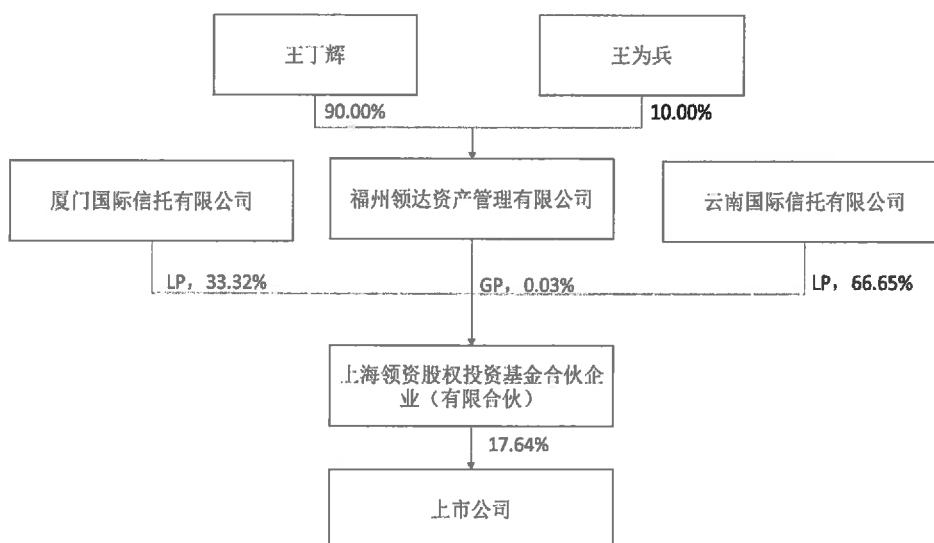 王丁辉
王为兵
90.00%
10.00%
厦门国际信托有限公司
福州领达资产管理有限公司
云南国际信托有限公司
LP，33.32%
GP，0.03%
LP，66.65%
上海领资股权投资基金合伙企
业（有限合伙）
17.64%
上市公司